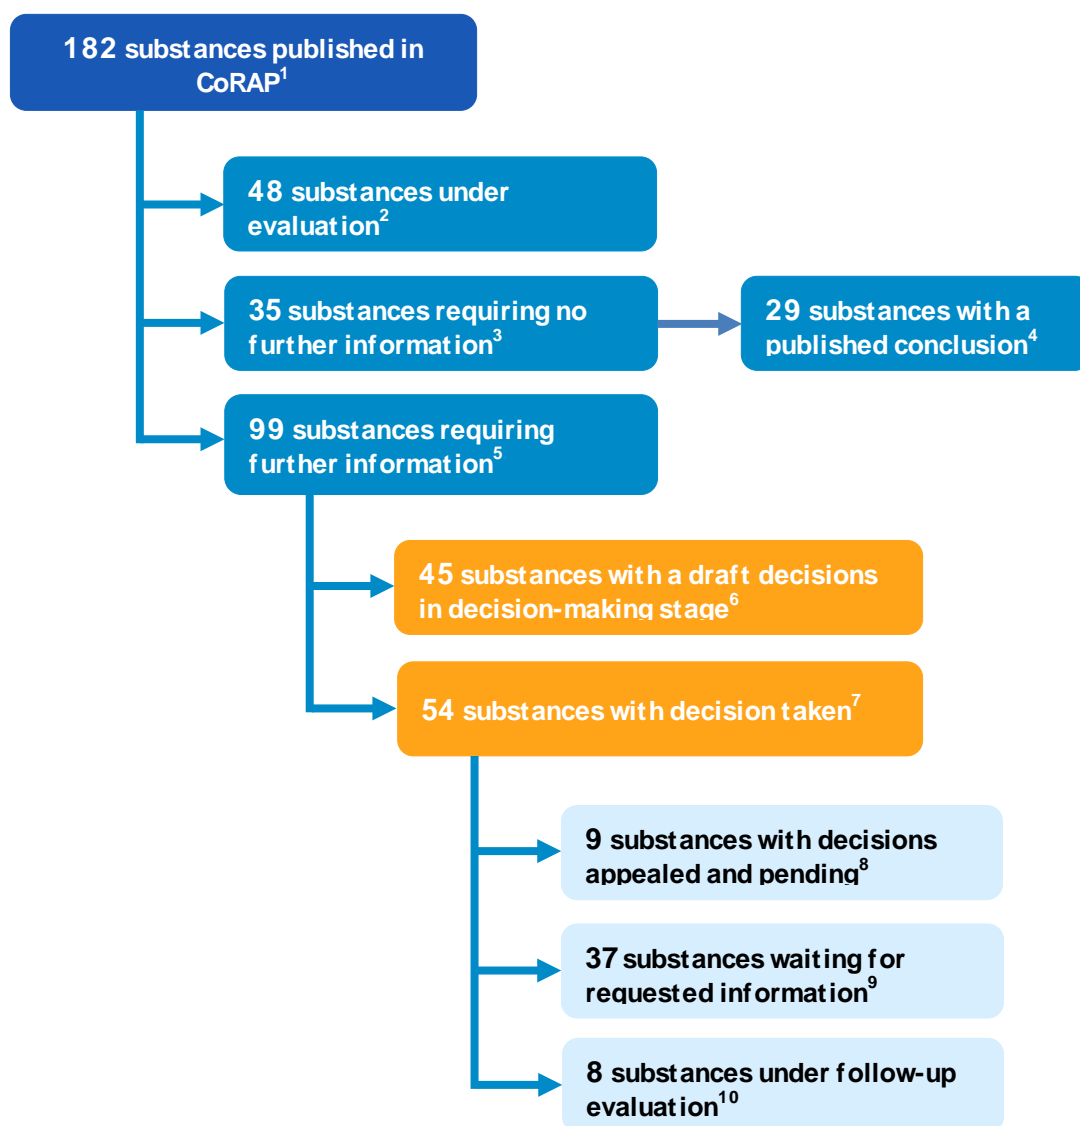 182 substances published in
CoRAP1
48 substances under
evaluation2
35 substances requiring no
further information3
29 substances with a
published conclusion4
99 substances requiring
further information5
45 substances with a draft decisions
in decision-making stage6
54 substances with decision taken7
9 substances with decisions
appealed and pending8
37 substances waiting for
requested information9
8 substances under follow-up
evaluation10